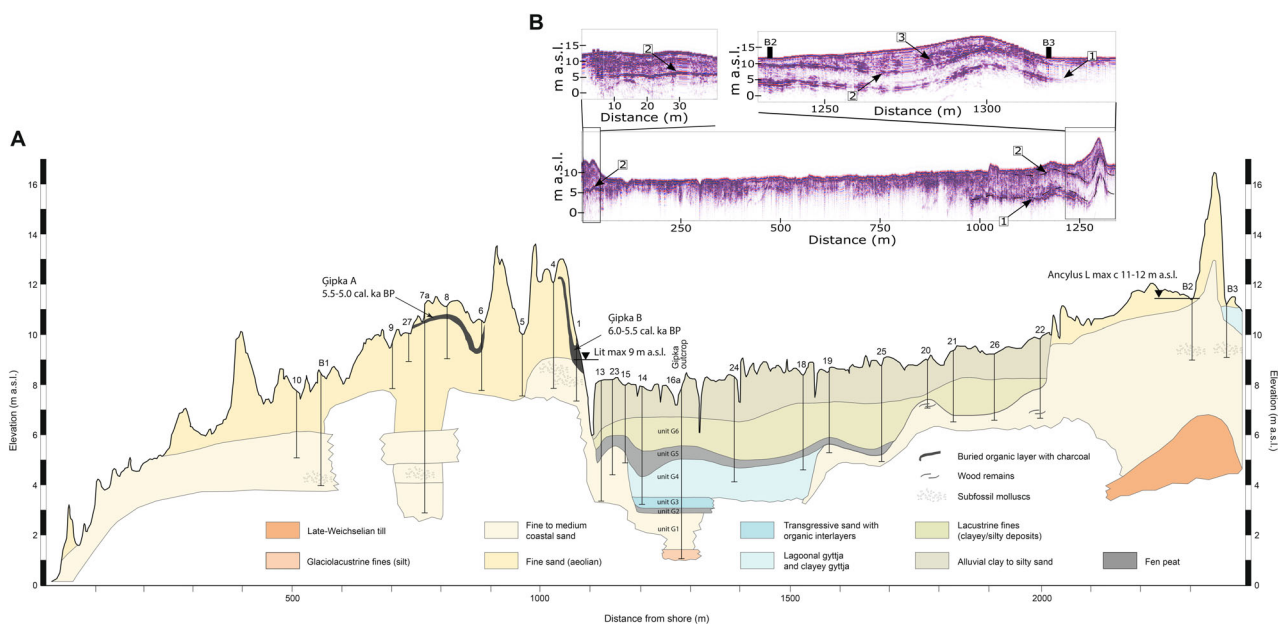 B
B2
B3
3
2
1
2
15
10
5
0
m a.s.l.
10
20
30
Distance (m)
15
10
5
0
m a.s.l.
1250
1300
Distance (m)
A
2
2
1
10
5
0
m a.s.l.
250
500
750
1000
1250
Distance (m)
16
14
12
10
8
6
4
2
0
Elevation (m a.s.l.)
16
14
12
10
8
6
4
2
0
Elevation (m a.s.l.)
Ģipka A
5.5-5.0 cal. ka BP
Ģipka B
6.0-5.5 cal. ka BP
Lit max 9 m a.s.l.
Ancylus L max c 11-12 m a.s.l.
10
B1
9
27
7a
8
6
5
4
1
13
23
15
14
16a
Ģipka
outcrop
24
18
19
25
20
21
26
22
B2
B3
unit G6
unit G5
unit G4
unit G3
unit G2
unit G1
Buried organic layer with charcoal
Wood remains
Subfossil molluscs
Late-Weichselian till
Glaciolacustrine fines (silt)
Fine to medium
coastal sand
Fine sand (aeolian)
Transgressive sand with
organic interlayers
Lagoonal gyttja
and clayey gyttja
Lacustrine fines
(clayey/silty deposits)
Alluvial clay to silty sand
Fen peat
500
1000
1500
2000
Distance from shore (m)